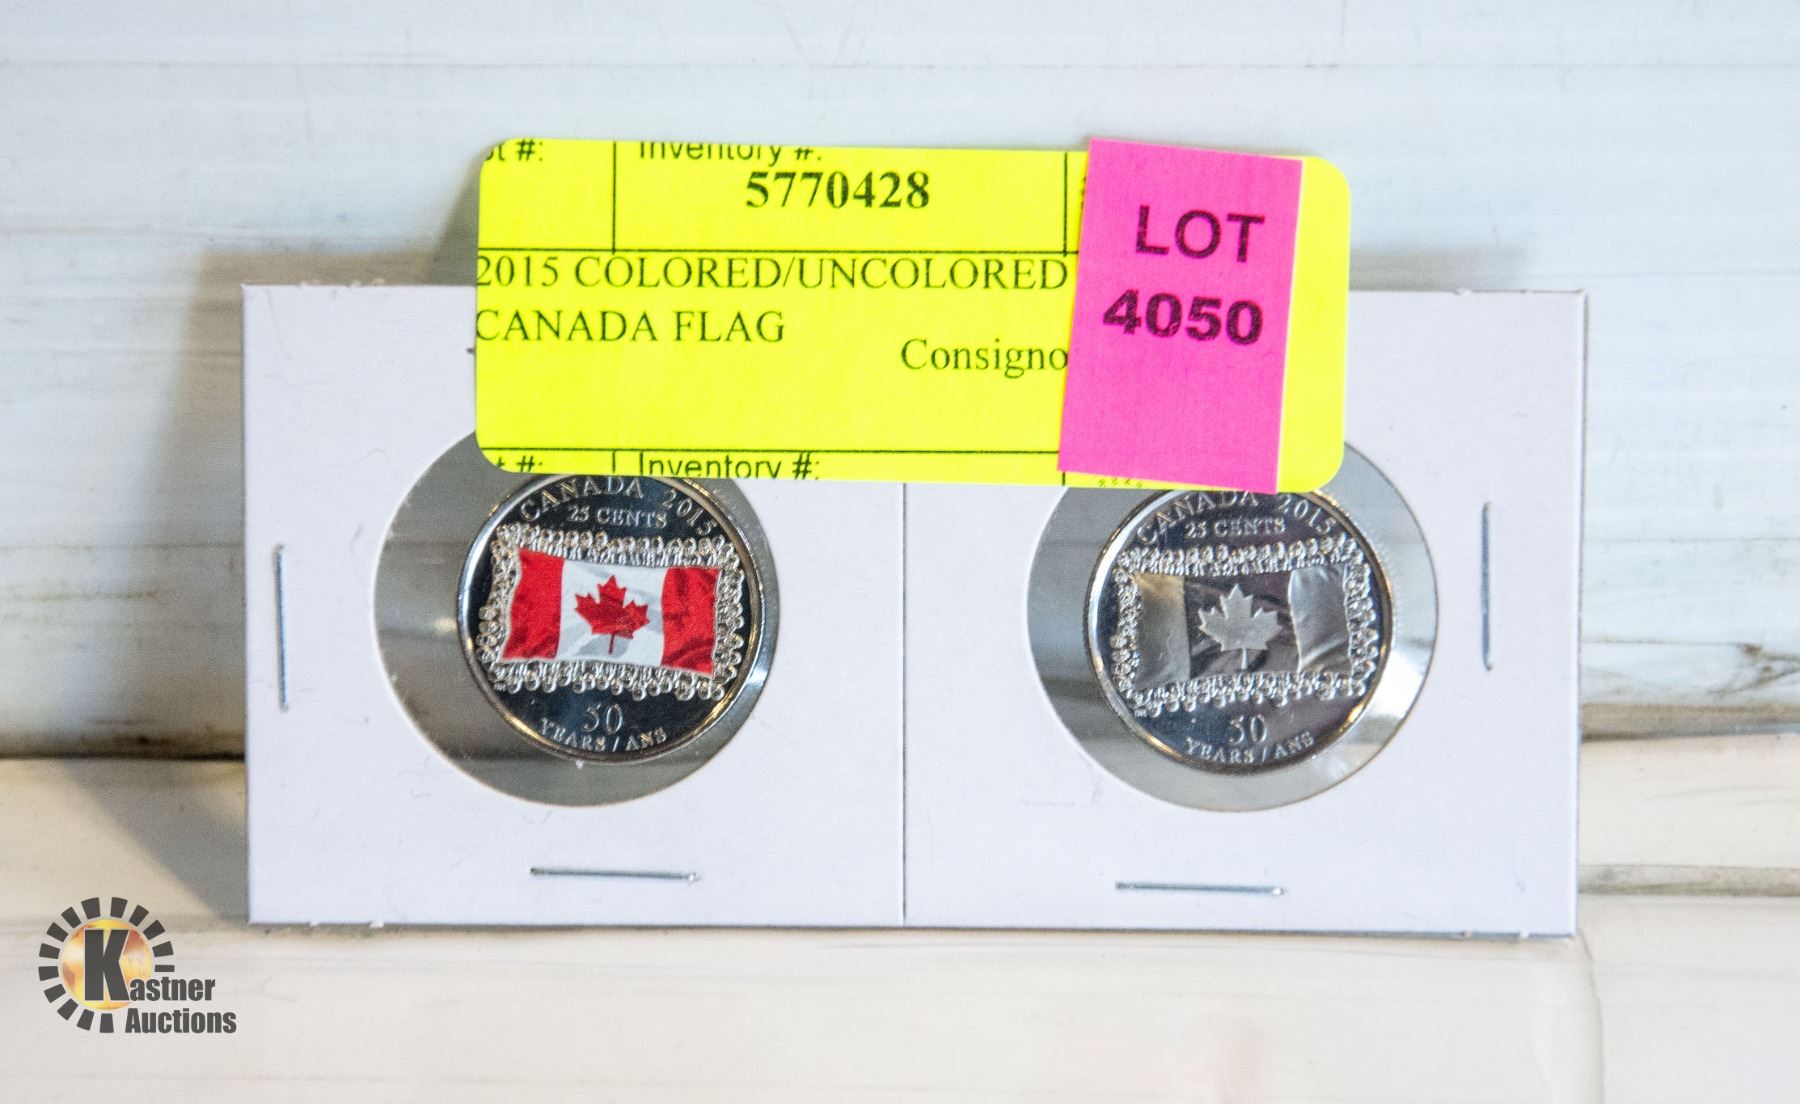 Inventory #:
5770428
2015 COLORED/UNCOLORED
CANADA FLAG
Consigno
Inventory #:
LOT
4050
CANADA 2015
25 CENTS
50
YEARS / ANS
CANADA 2015
25 CENTS
50
YEARS / ANS
Kastner
Auctions